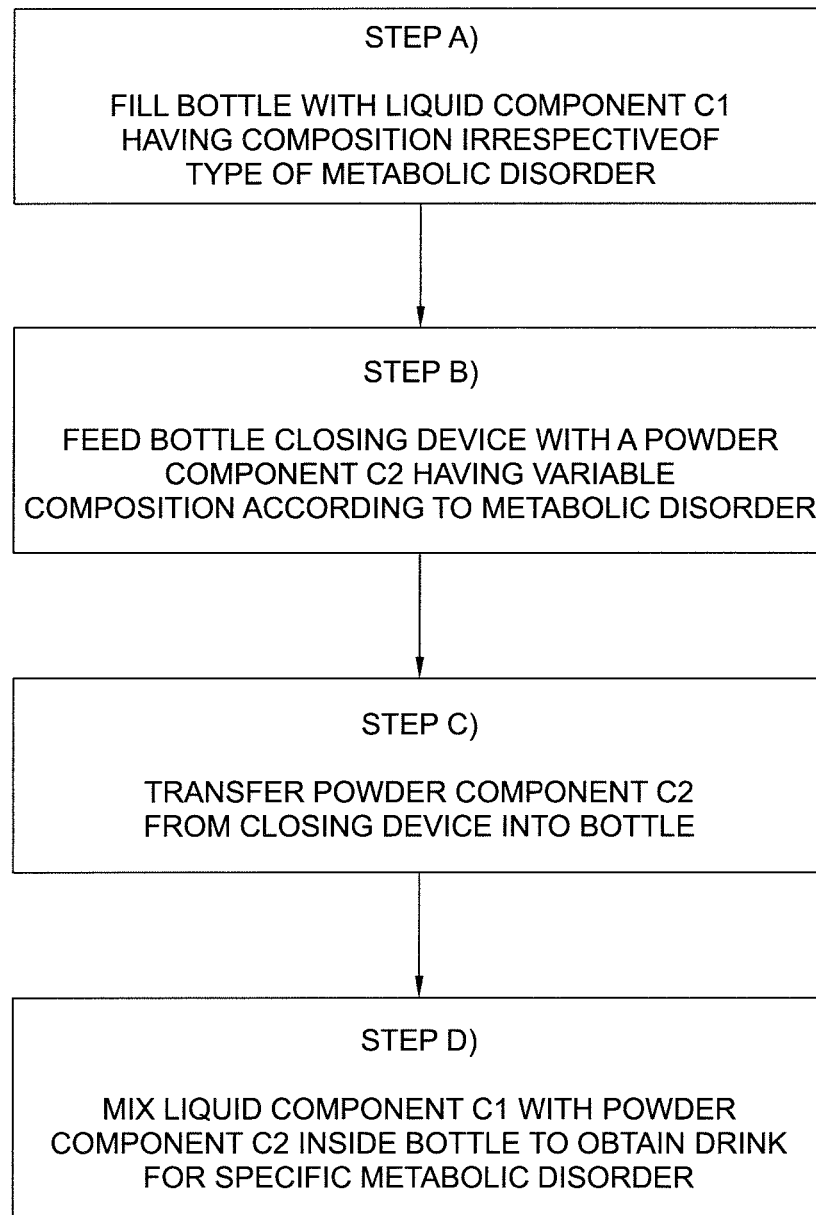 STEP A)
FILL BOTTLE WITH LIQUID COMPONENT C1
HAVING COMPOSITION IRRESPECTIVEOF
TYPE OF METABOLIC DISORDER
STEP B)
FEED BOTTLE CLOSING DEVICE WITH A POWDER
COMPONENT C2 HAVING VARIABLE
COMPOSITION ACCORDING TO METABOLIC DISORDER
STEP C)
TRANSFER POWDER COMPONENT C2
FROM CLOSING DEVICE INTO BOTTLE
STEP D)
MIX LIQUID COMPONENT C1 WITH POWDER
COMPONENT C2 INSIDE BOTTLE TO OBTAIN DRINK
FOR SPECIFIC METABOLIC DISORDER